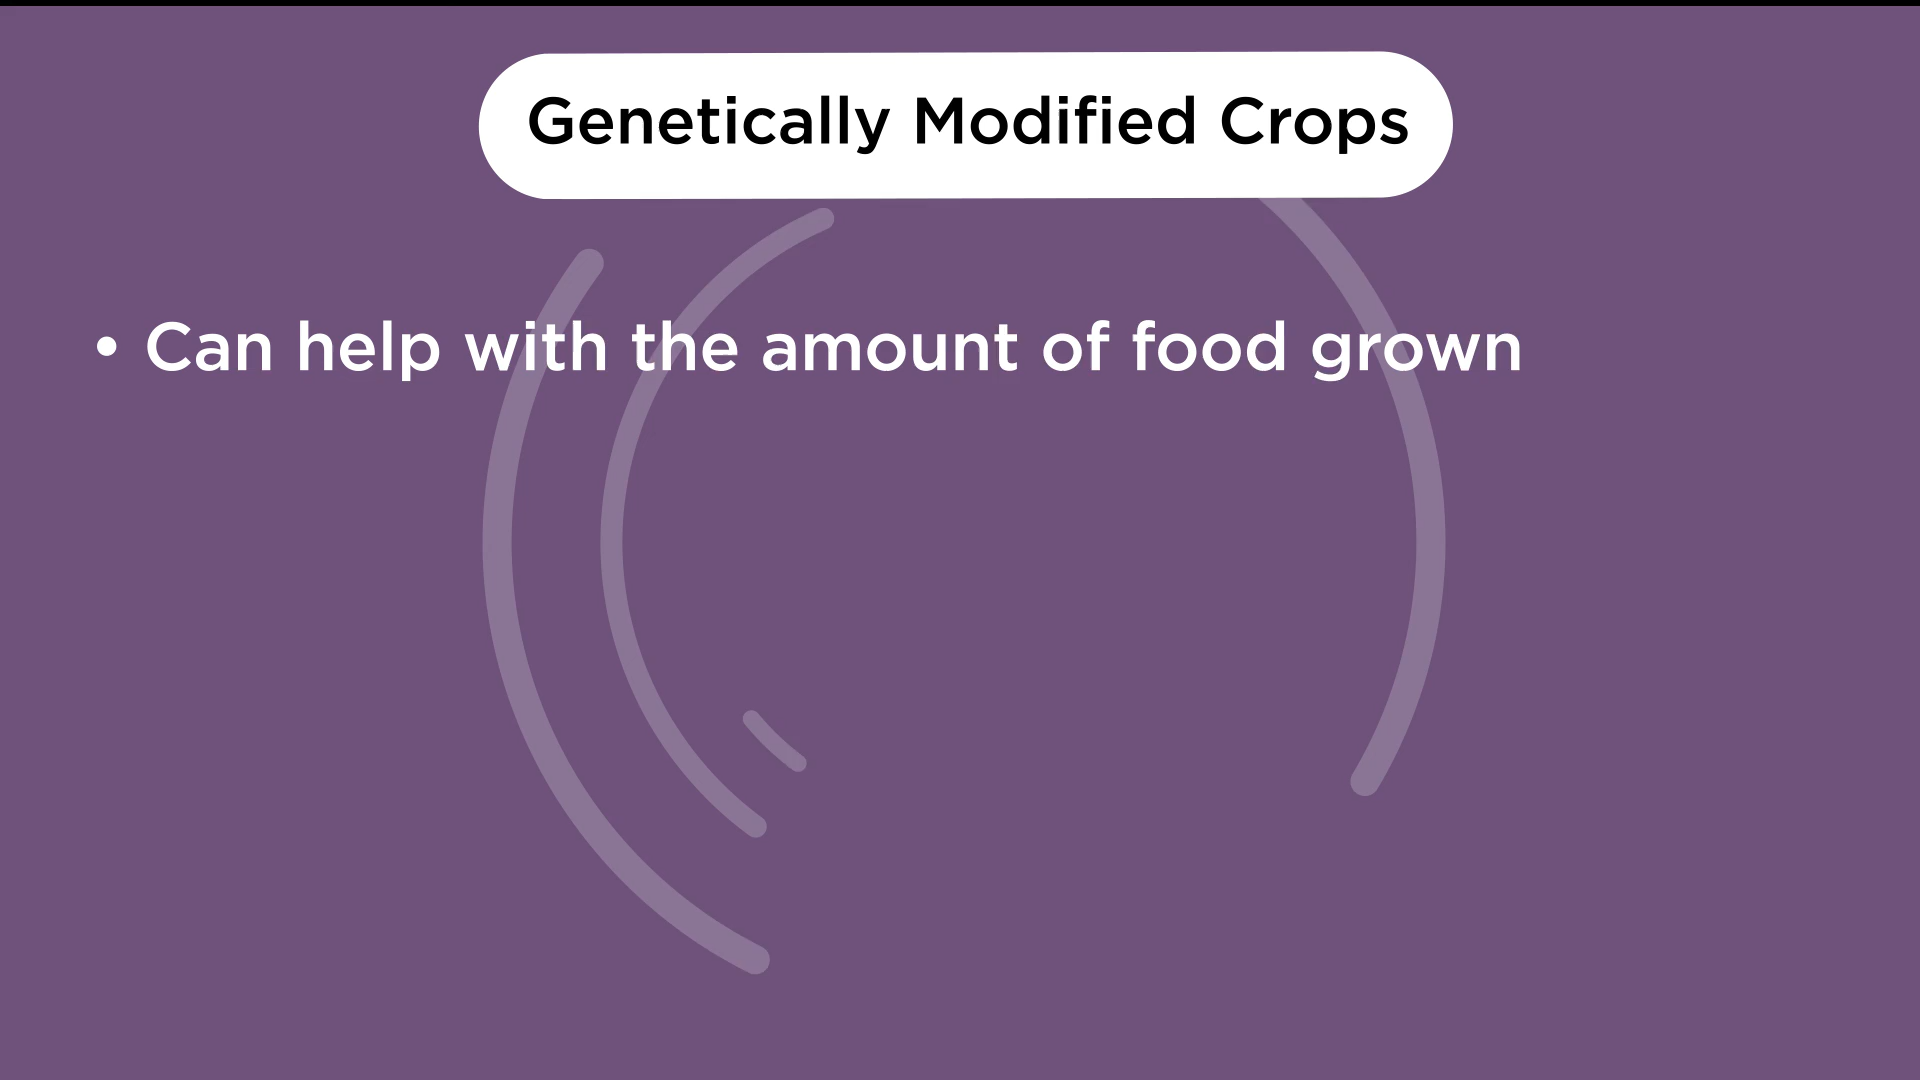 Genetically Modified Crops
• Can help with the amount of food grown